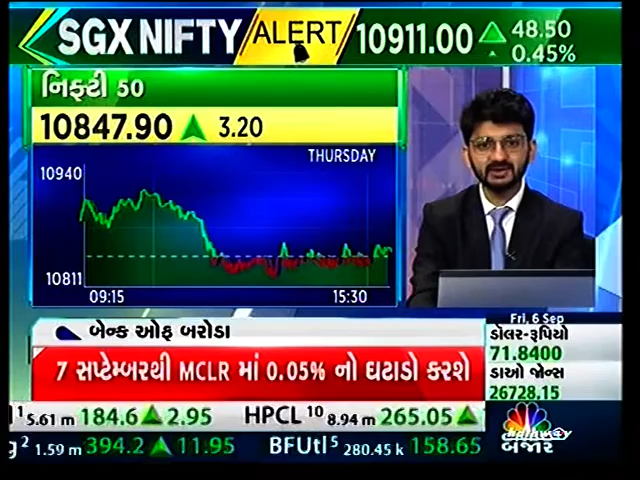 SGX NIFTY ALERT 10911.00 48.50
0.45%
નિફ્ટી 50
10847.90 3.20
THURSDAY
10940
10811
09:15 15:30
Fri, 6 Sep
બેન્ક ઓફ બરોડા
7 સપ્ટેમ્બરથી MCLR માં 0.05% નો ઘટાડો કરશે
ડોલર-રૂપિયો
71.8400
ડાઓ જોન્સ
26728.15
1 5.61 m 184.6 2.95 HPCL 10 8.94 m 265.05
g 2 1.59 m 394.2 11.95 BFUtl 5 280.45 k 158.65
hathway
બજાર